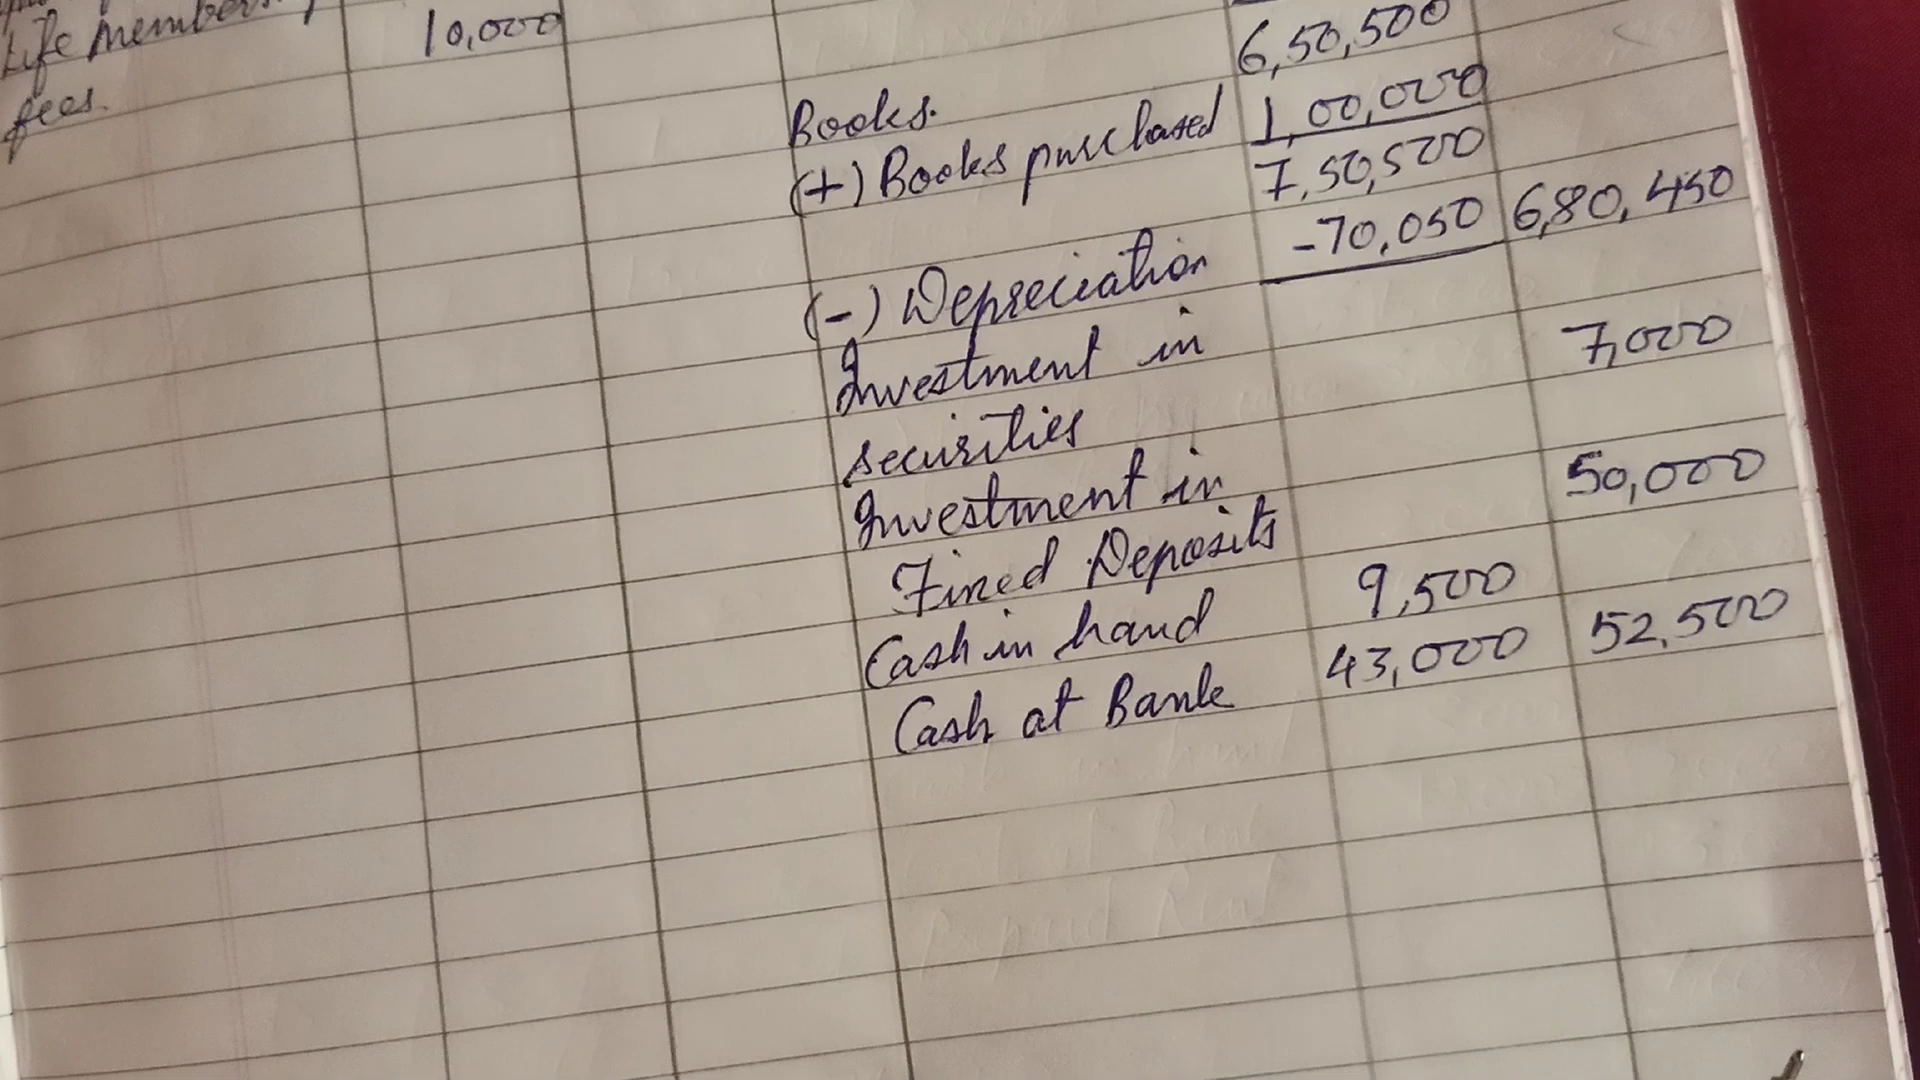 Life members
10,000
fees.
6,50,500
Books.
(+) Books purchased 1,00,000
7,50,500
(-) Depreciation -70,050 6,80,450
Investment in
securities 7,000
Investment in
Fixed Deposits 50,000
Cash in hand 9,500
Cash at Bank 43,000 52,500